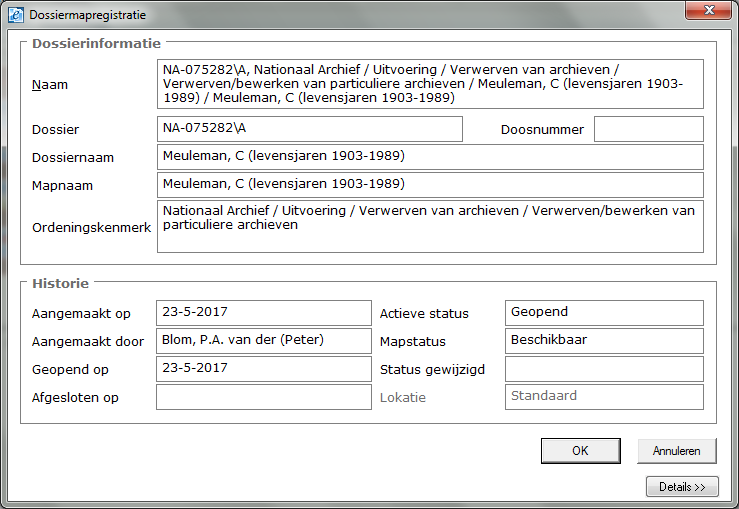 Dossiermapregistratie
Dossierinformatie
Naam
NA-075282\A, Nationaal Archief / Uitvoering / Verwerven van archieven /
Verwerven/bewerken van particuliere archieven / Meuleman, C (levensjaren 1903-
1989) / Meuleman, C (levensjaren 1903-1989)
Dossier NA-075282\A Doosnummer
Dossiernaam Meuleman, C (levensjaren 1903-1989)
Mapnaam Meuleman, C (levensjaren 1903-1989)
Ordeningskenmerk
Nationaal Archief / Uitvoering / Verwerven van archieven / Verwerven/bewerken van
particuliere archieven
Historie
Aangemaakt op 23-5-2017 Actieve status Geopend
Aangemaakt door Blom, P.A. van der (Peter) Mapstatus Beschikbaar
Geopend op 23-5-2017 Status gewijzigd
Afgesloten op Lokatie Standaard
OK Annuleren
Details >>